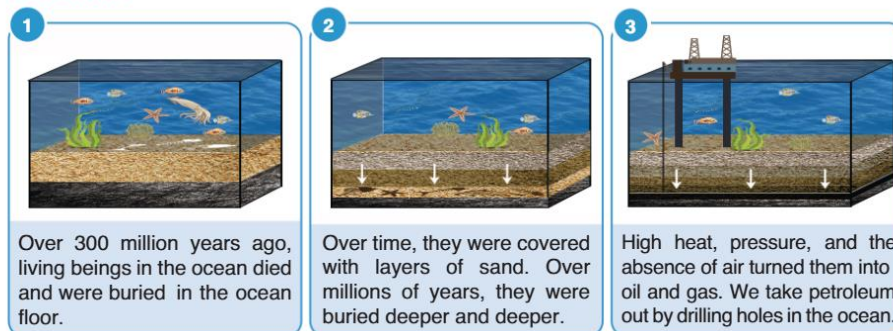 1
Over 300 million years ago,
living beings in the ocean died
and were buried in the ocean
floor.
2
Over time, they were covered
with layers of sand. Over
millions of years, they were
buried deeper and deeper.
3
High heat, pressure, and the
absence of air turned them into
oil and gas. We take petroleum
out by drilling holes in the ocean.